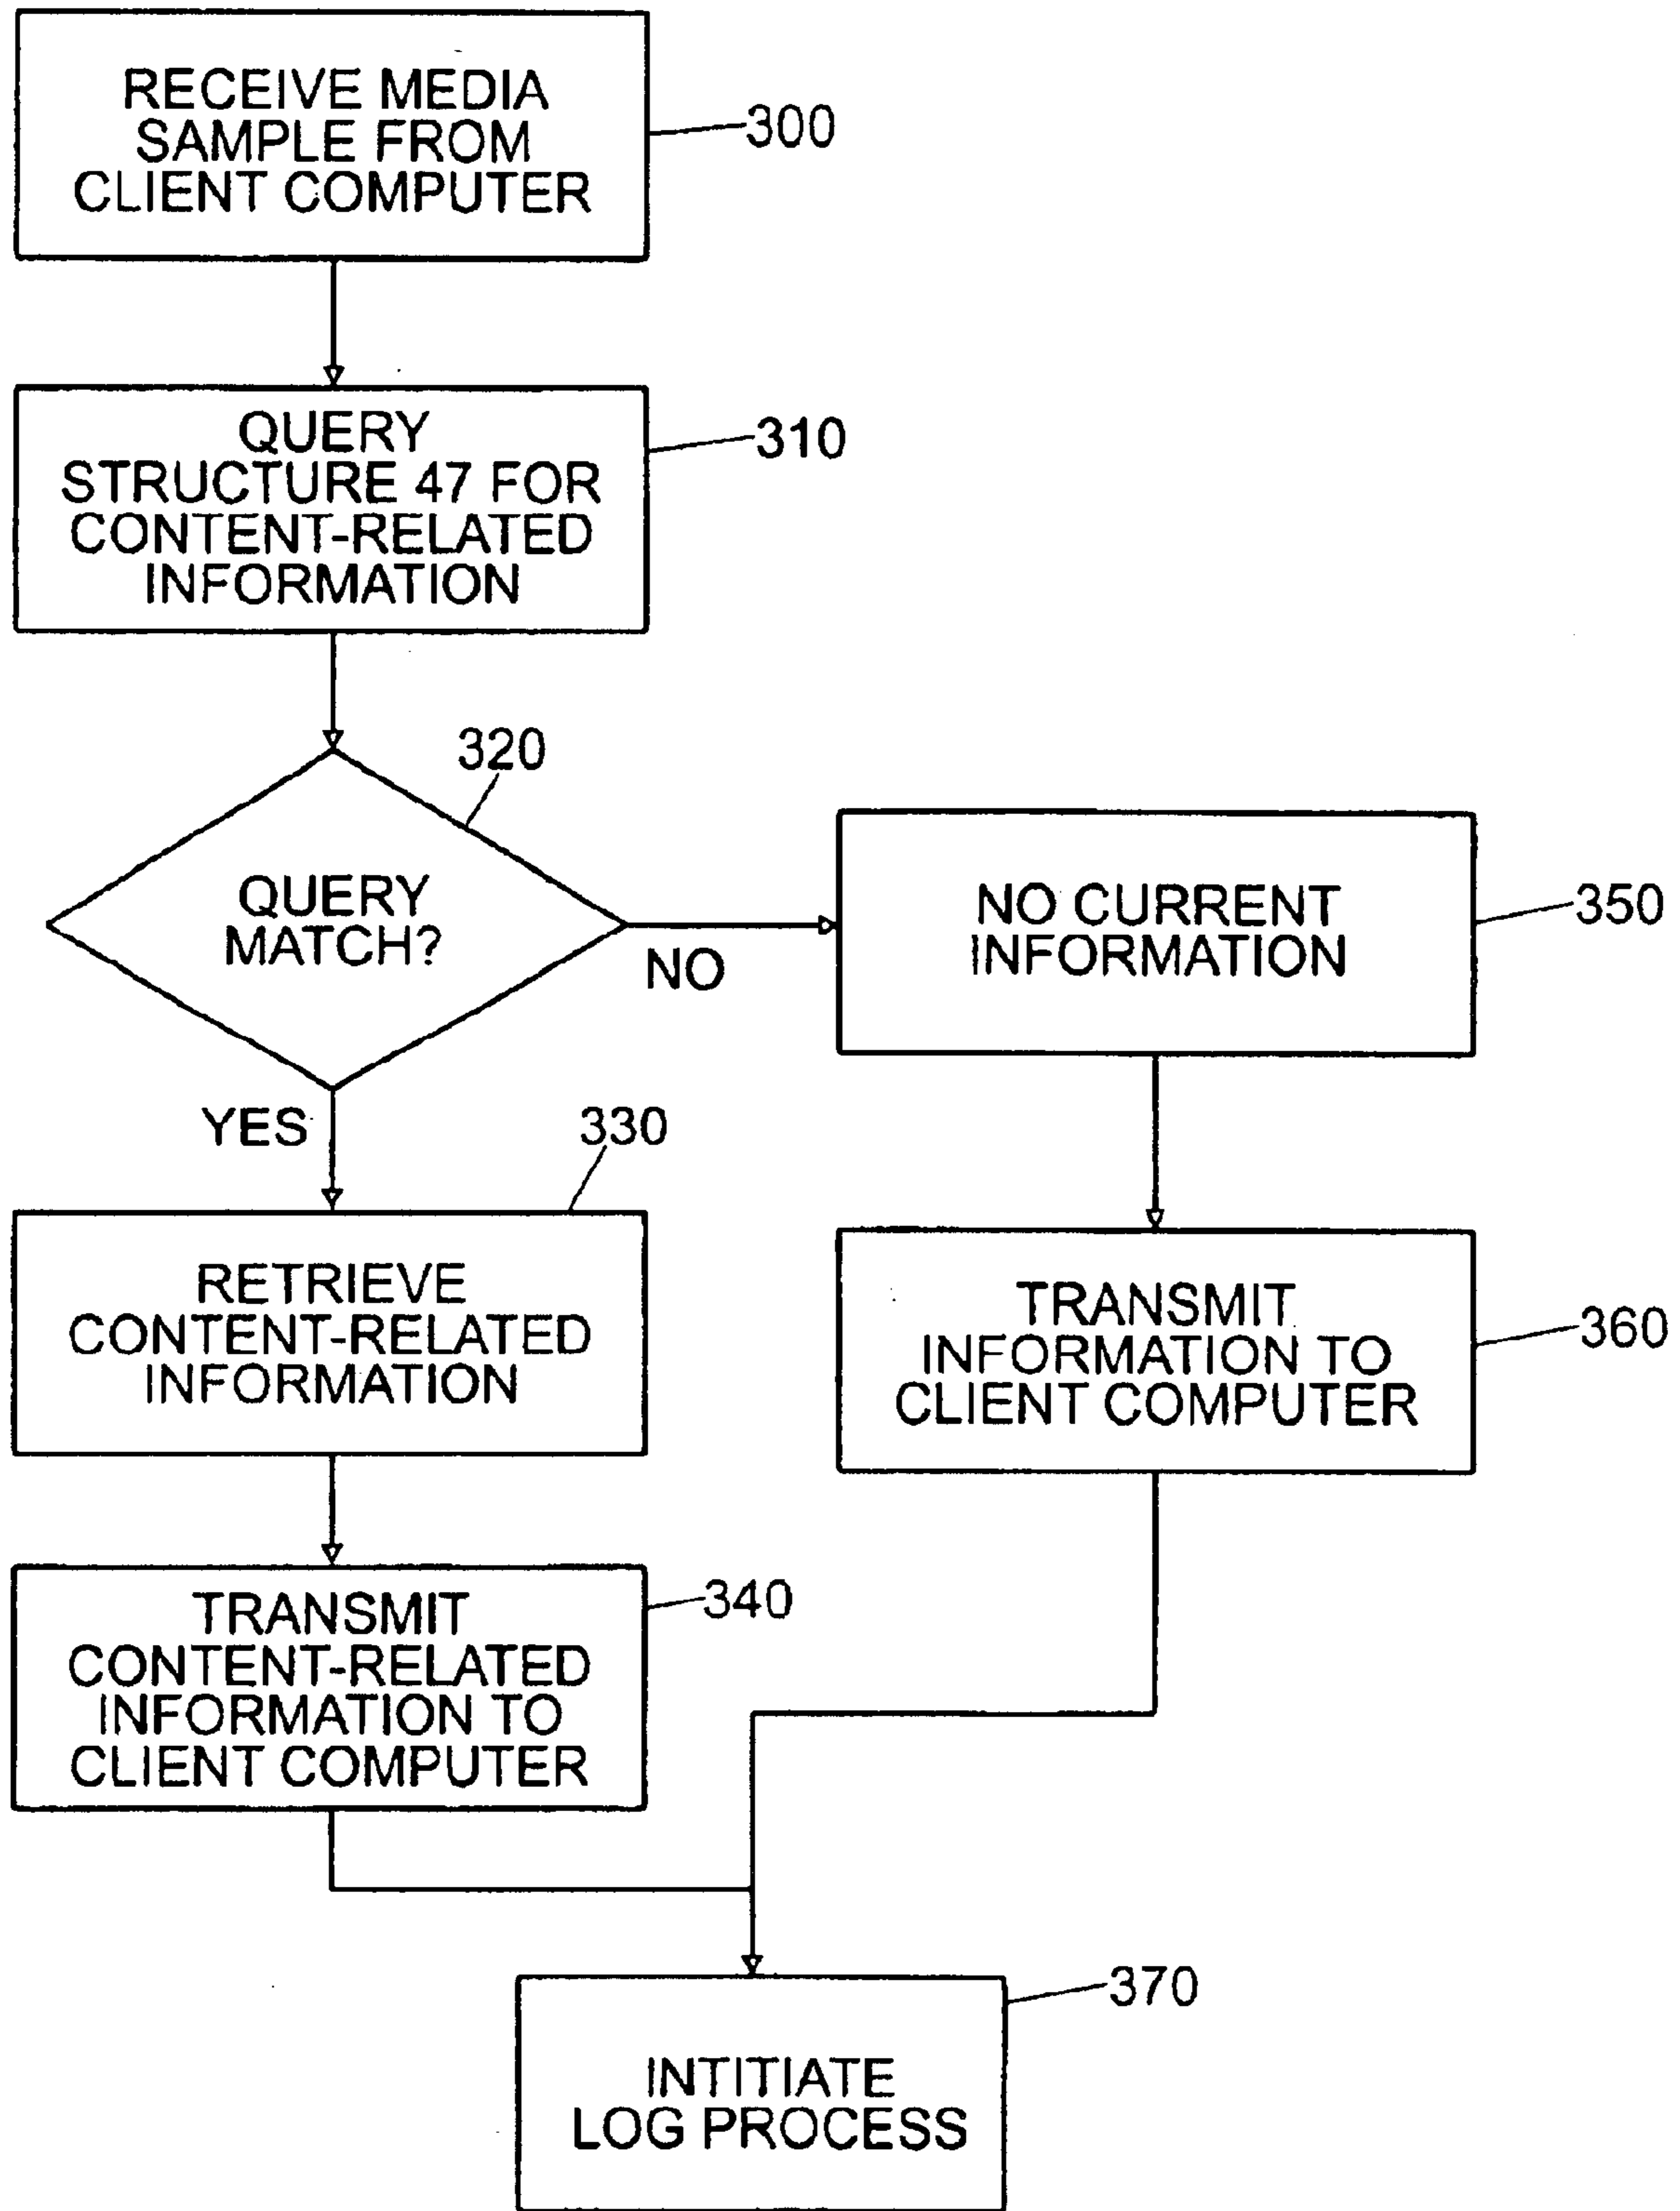 RECEIVE MEDIA
SAMPLE FROM
CLIENT COMPUTER
300
QUERY
STRUCTURE 47 FOR
CONTENT-RELATED
INFORMATION
310
320
QUERY
MATCH?
NO
YES
NO CURRENT
INFORMATION
350
330
RETRIEVE
CONTENT-RELATED
INFORMATION
TRANSMIT
INFORMATION TO
CLIENT COMPUTER
360
TRANSMIT
CONTENT-RELATED
INFORMATION TO
CLIENT COMPUTER
340
370
INTITIATE
LOG PROCESS